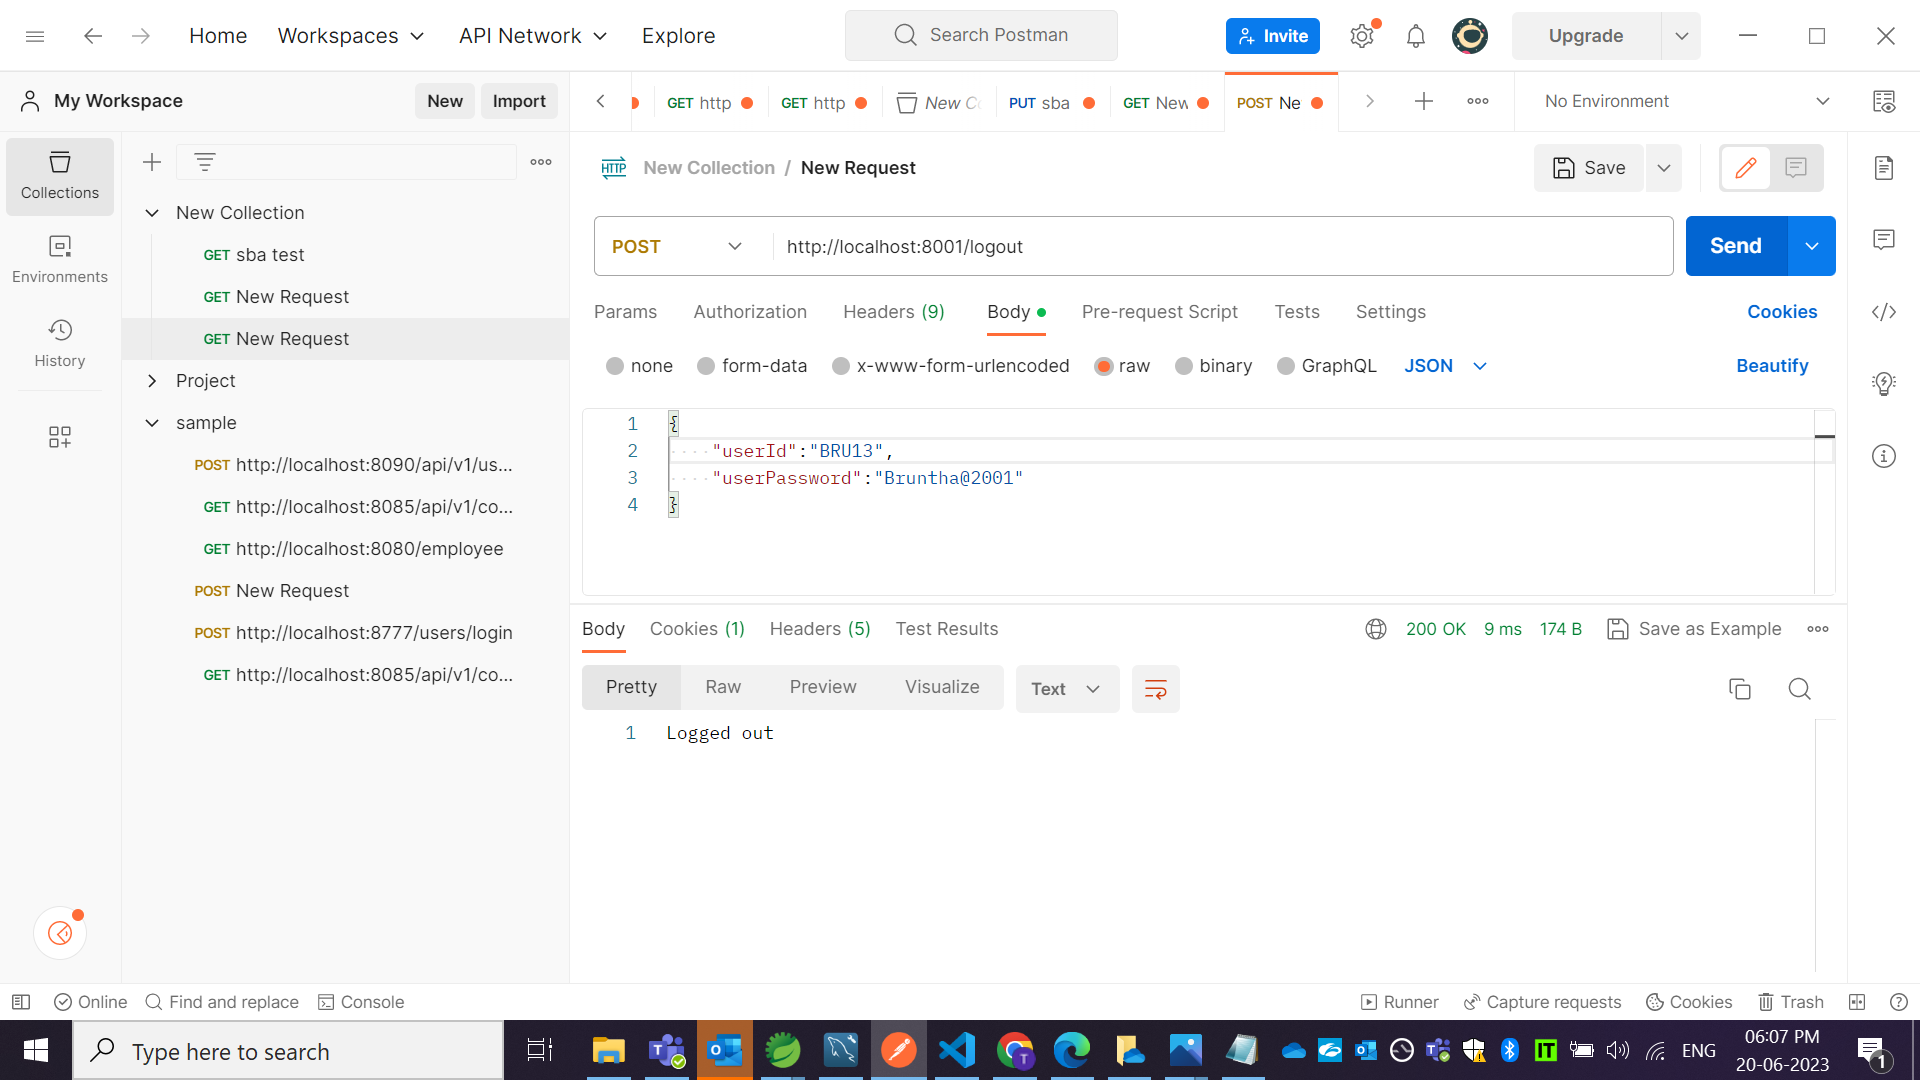 Home
Workspaces
API Network
Explore
Search Postman
Invite
Upgrade
My Workspace
New
Import
GET http
GET http
New Co
PUT sba
GET New
POST Ne
No Environment
Collections
Environments
History
New Collection
GET sba test
GET New Request
GET New Request
Project
sample
POST http://localhost:8090/api/v1/us...
GET http://localhost:8085/api/v1/co...
GET http://localhost:8080/employee
POST New Request
POST http://localhost:8777/users/login
GET http://localhost:8085/api/v1/co...
HTTP New Collection / New Request
Save
POST
http://localhost:8001/logout
Send
Params
Authorization
Headers (9)
Body
Pre-request Script
Tests
Settings
Cookies
none
form-data
x-www-form-urlencoded
raw
binary
GraphQL
JSON
Beautify
1 {
2 "userId":"BRU13",
3 "userPassword":"Bruntha@2001"
4 }
Body
Cookies (1)
Headers (5)
Test Results
200 OK
9 ms
174 B
Save as Example
Pretty
Raw
Preview
Visualize
Text
1 Logged out
Online
Find and replace
Console
Runner
Capture requests
Cookies
Trash
Type here to search
ENG
06:07 PM
20-06-2023
1